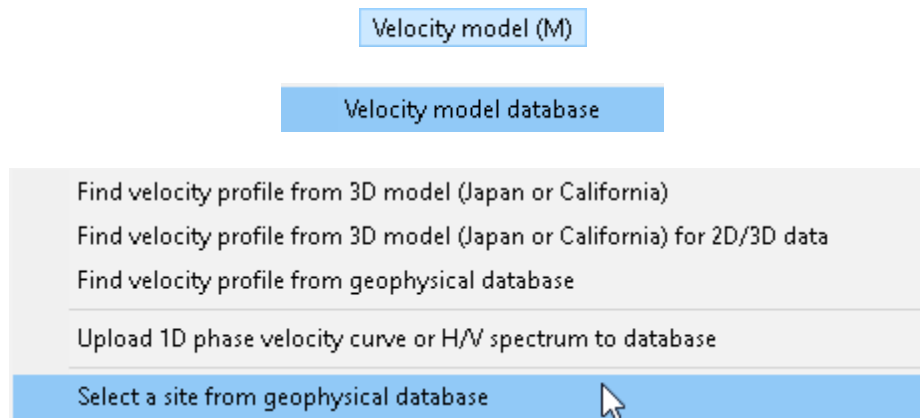 Velocity model (M)
Velocity model database
Find velocity profile from 3D model (Japan or California)
Find velocity profile from 3D model (Japan or California) for 2D/3D data
Find velocity profile from geophysical database
Upload 1D phase velocity curve or H/V spectrum to database
Select a site from geophysical database